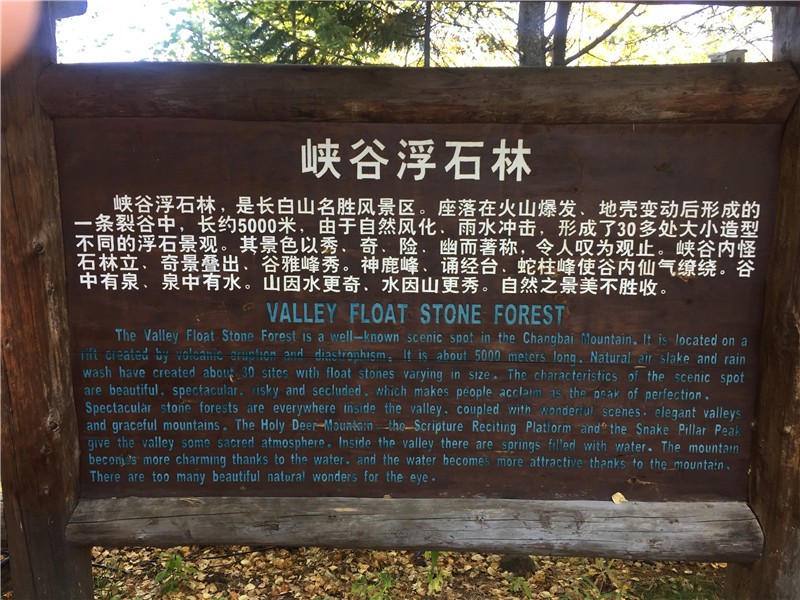 峡谷浮石林
峡谷浮石林，是长白山名胜风景区。座落在火山爆发、地壳变动后形成的
一条裂谷中，长约5000米，由于自然风化、雨水冲击，形成了30多处大小造型
不同的浮石景观。其景色以秀、奇、险、幽而著称，令人叹为观止。峡谷内怪
石林立、奇景叠出、谷雅峰秀。神鹿峰、诵经台、蛇柱峰使谷内仙气缭绕。谷
中有泉、泉中有水。山因水更奇、水因山更秀。自然之景美不胜收。
VALLEY FLOAT STONE FOREST
The Valley Float Stone Forest is a well-known scenic spot in the Changbai Mountain. It is located on a
rift created by volcanic eruption and diastrophism. It is about 5000 meters long. Natural air slake and rain
wash have created about 30 sites with float stones varying in size. The characteristics of the scenic spot
are beautiful, spectacular, risky and secluded, which makes people acclaim as the peak of perfection.
Spectacular stone forests are everywhere inside the valley, coupled with wonderful scenes, elegant valleys
and graceful mountains. The Holy Deer Mountain, the Scripture Reciting Platform and the Snake Pillar Peak
give the valley some sacred atmosphere. Inside the valley there are springs filled with water. The mountain
becomes more charming thanks to the water, and the water becomes more attractive thanks to the mountain.
There are too many beautiful natural wonders for the eye.